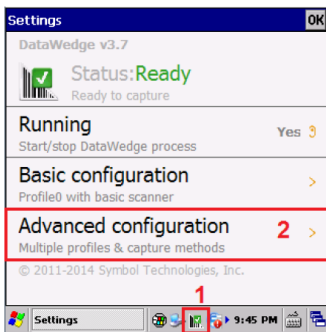 Settings
OK
DataWedge v3.7
Status:Ready
Ready to capture
Running
Yes
Start/stop DataWedge process
Basic configuration
Profile0 with basic scanner
Advanced configuration
2
Multiple profiles & capture methods
© 2011-2014 Symbol Technologies, Inc.
1
Settings
9:45 PM